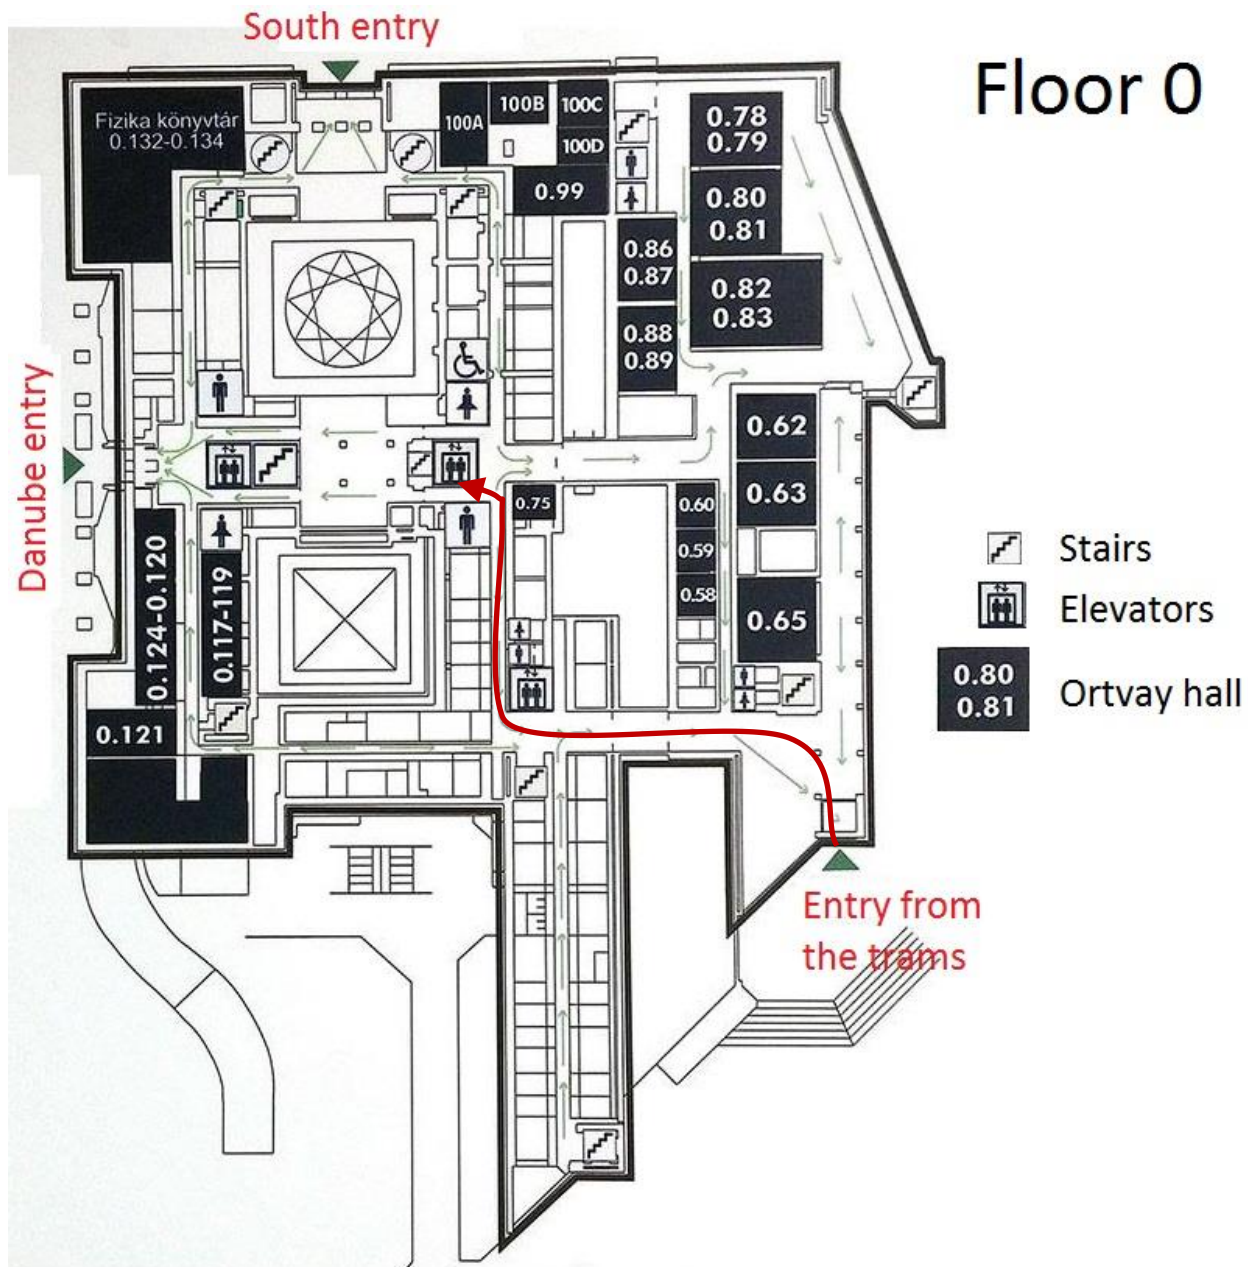 South entry
Floor 0
Fizika könyvtár
0.132-0.134
100A
100B
100C
100D
0.99
0.78
0.79
0.80
0.81
0.86
0.87
0.82
0.83
0.88
0.89
Danube entry
0.62
0.63
0.75
0.60
0.59
0.58
0.65
0.124-0.120
0.117-119
0.121
Stairs
Elevators
0.80
0.81
Ortvay hall
Entry from
the trams